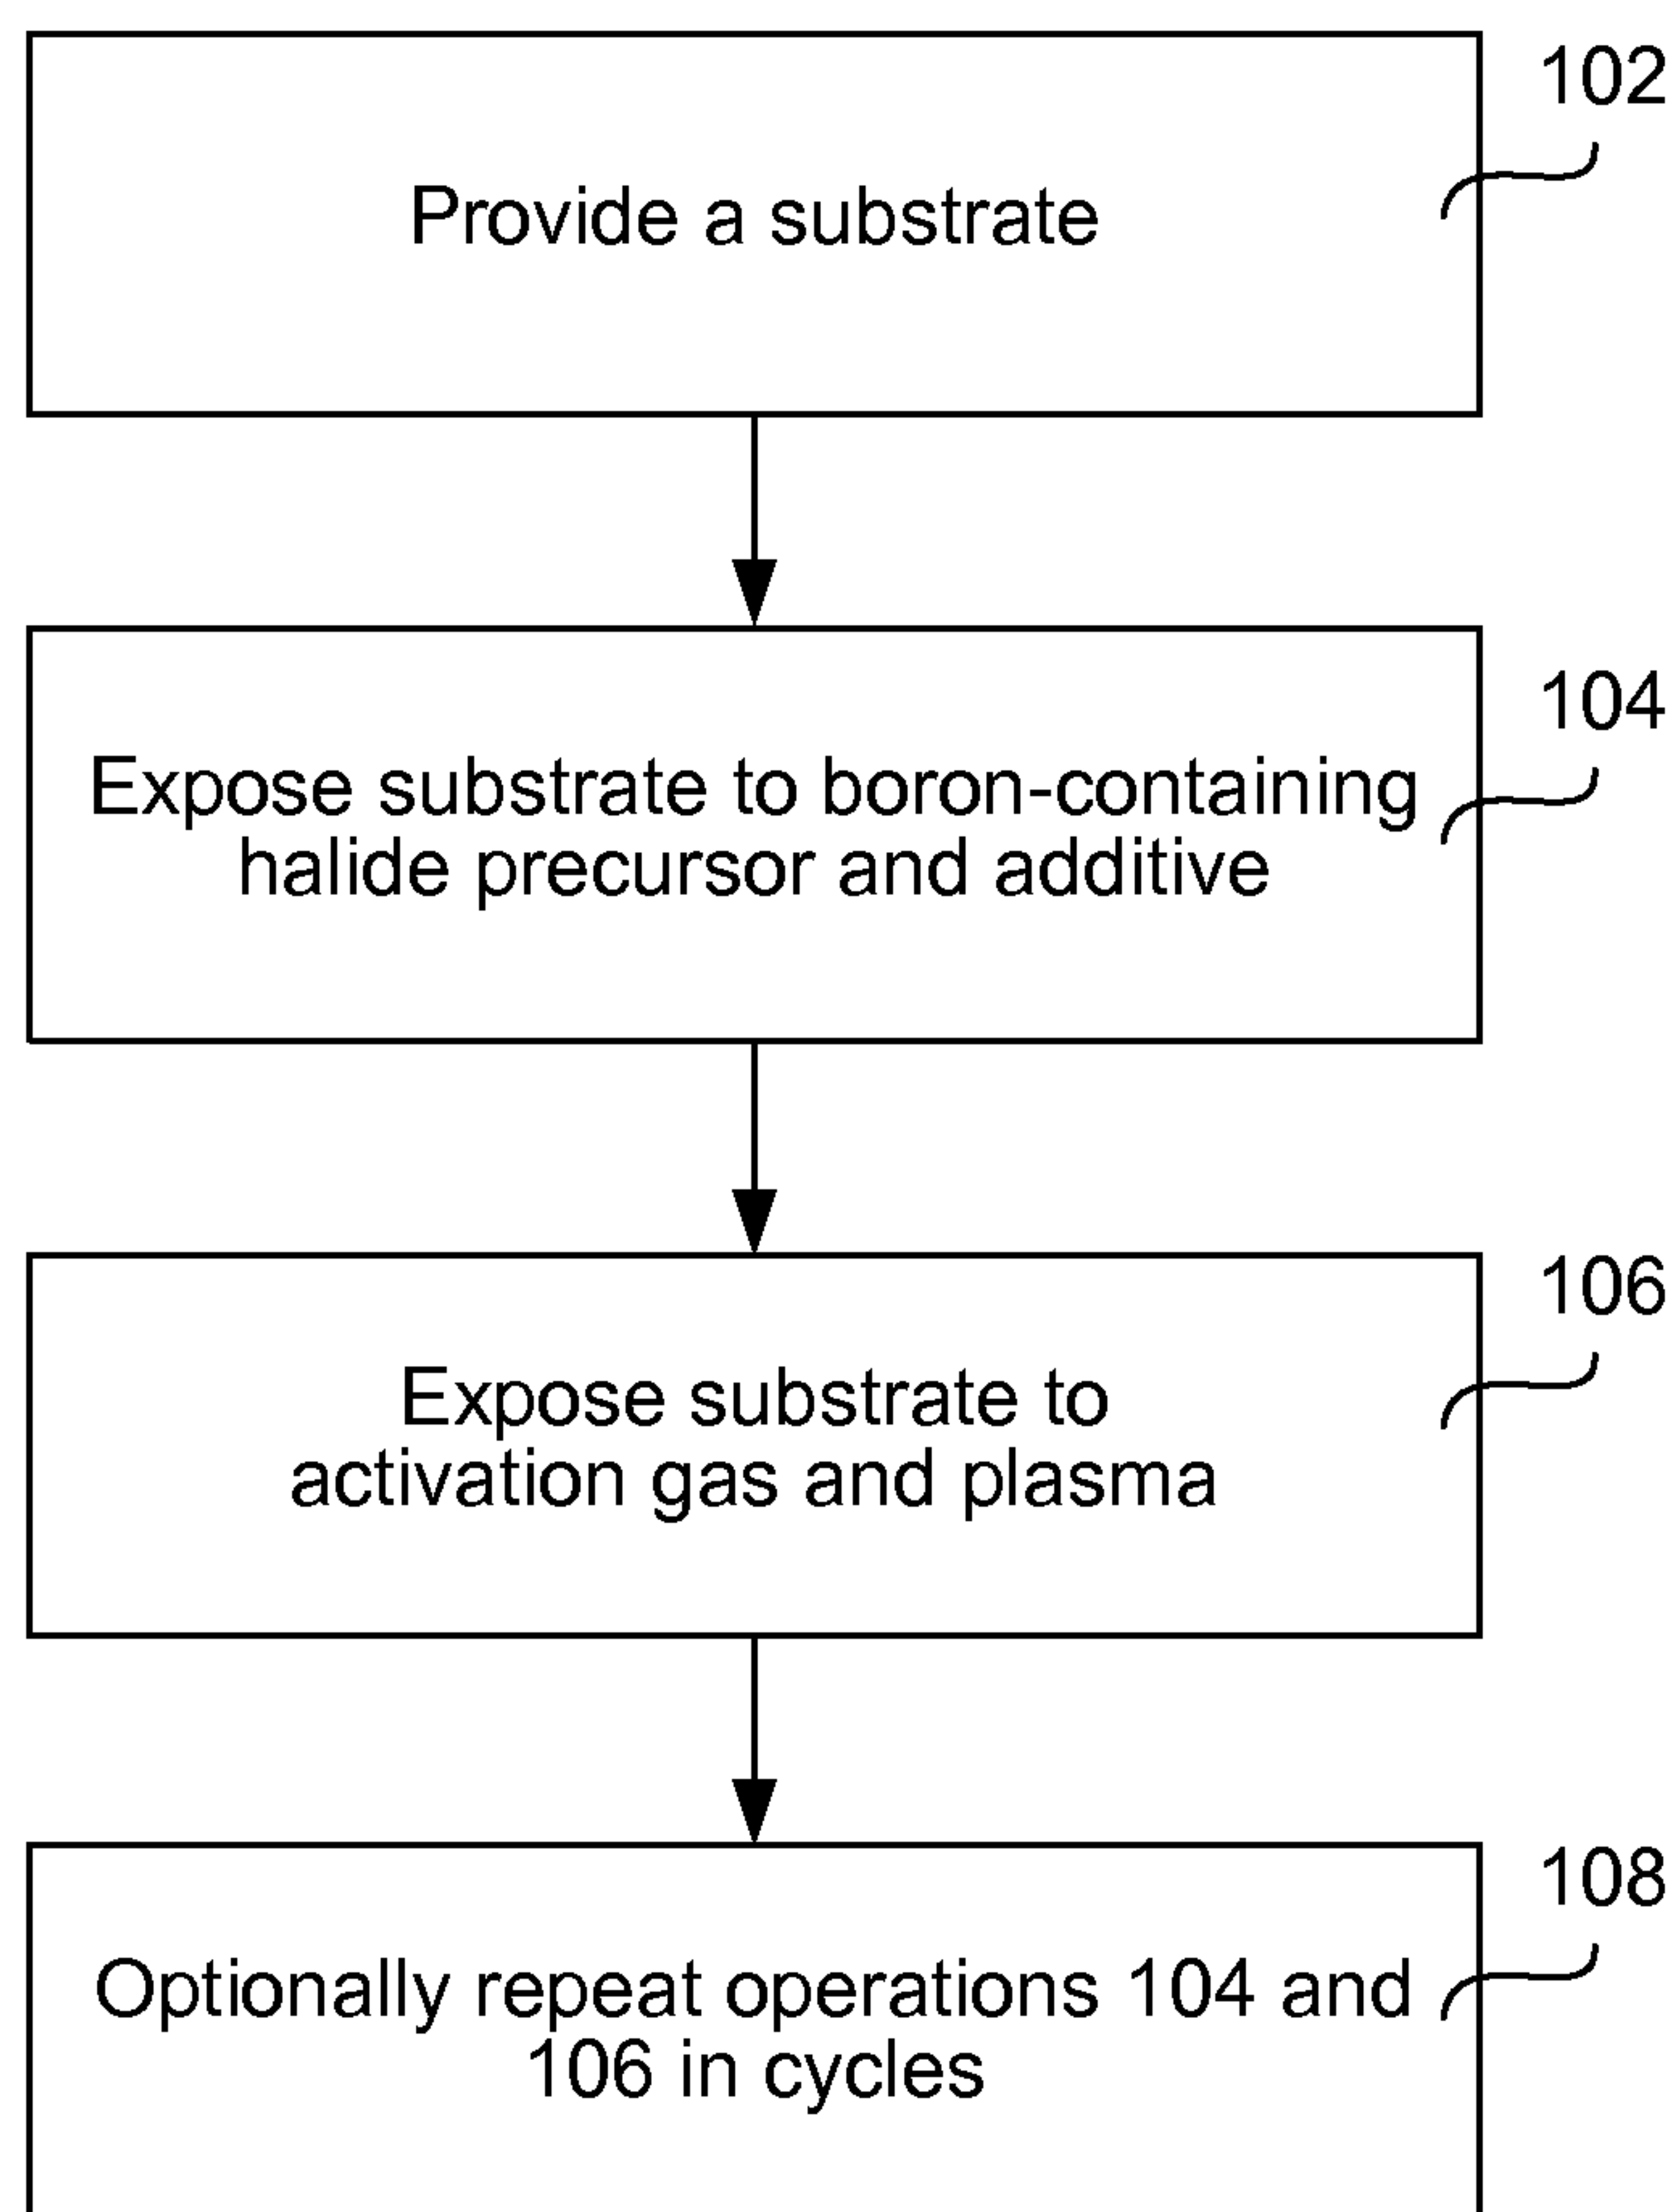 102
Provide a substrate
104
Expose substrate to boron-containing
halide precursor and additive
106
Expose substrate to
activation gas and plasma
108
Optionally repeat operations 104 and
106 in cycles